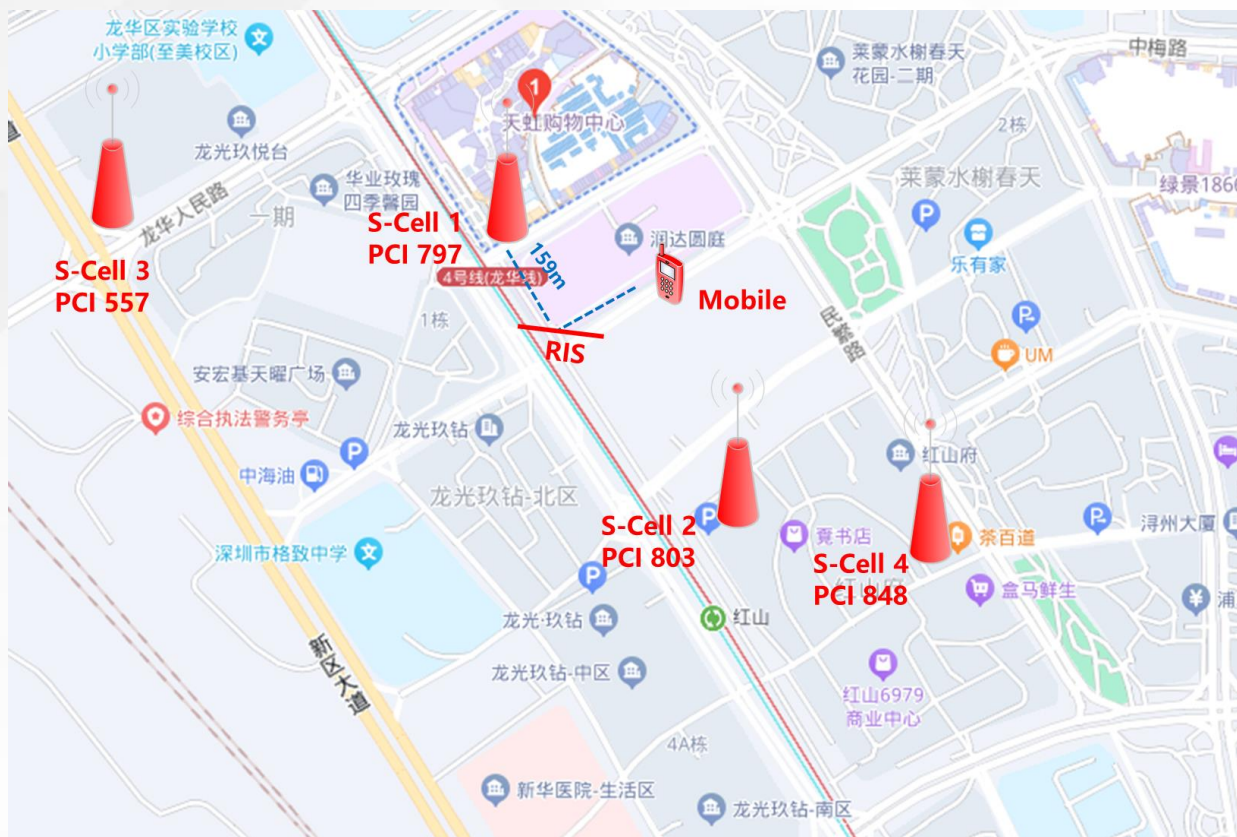 龙华区实验学校
小学部(至美校区)
莱蒙水榭春天
花园-二期
中梅路
1
天虹购物中心
2栋
道
龙光玖悦台
华业玫瑰
四季馨园
莱蒙水榭春天
绿景1866
龙华人民路
一期
S-Cell 1
PCI 797
润达圆庭
P
乐有家
S-Cell 3
PCI 557
159m
4号线(龙华线)
Mobile
1栋
RIS
民繁路
P
UM
安宏基天曜广场
综合执法警务亭
龙光玖钻
P
中海油
红山府
龙光玖钻-北区
S-Cell 2
PCI 803
P
覔书店
P
浔州大厦
茶百道
深圳市格致中学
S-Cell 4
PCI 848
P
盒马鲜生
浦
龙光·玖钻
红山
新区大道
龙光玖钻-中区
红山6979
商业中心
4A栋
新华医院-生活区
龙光玖钻-南区